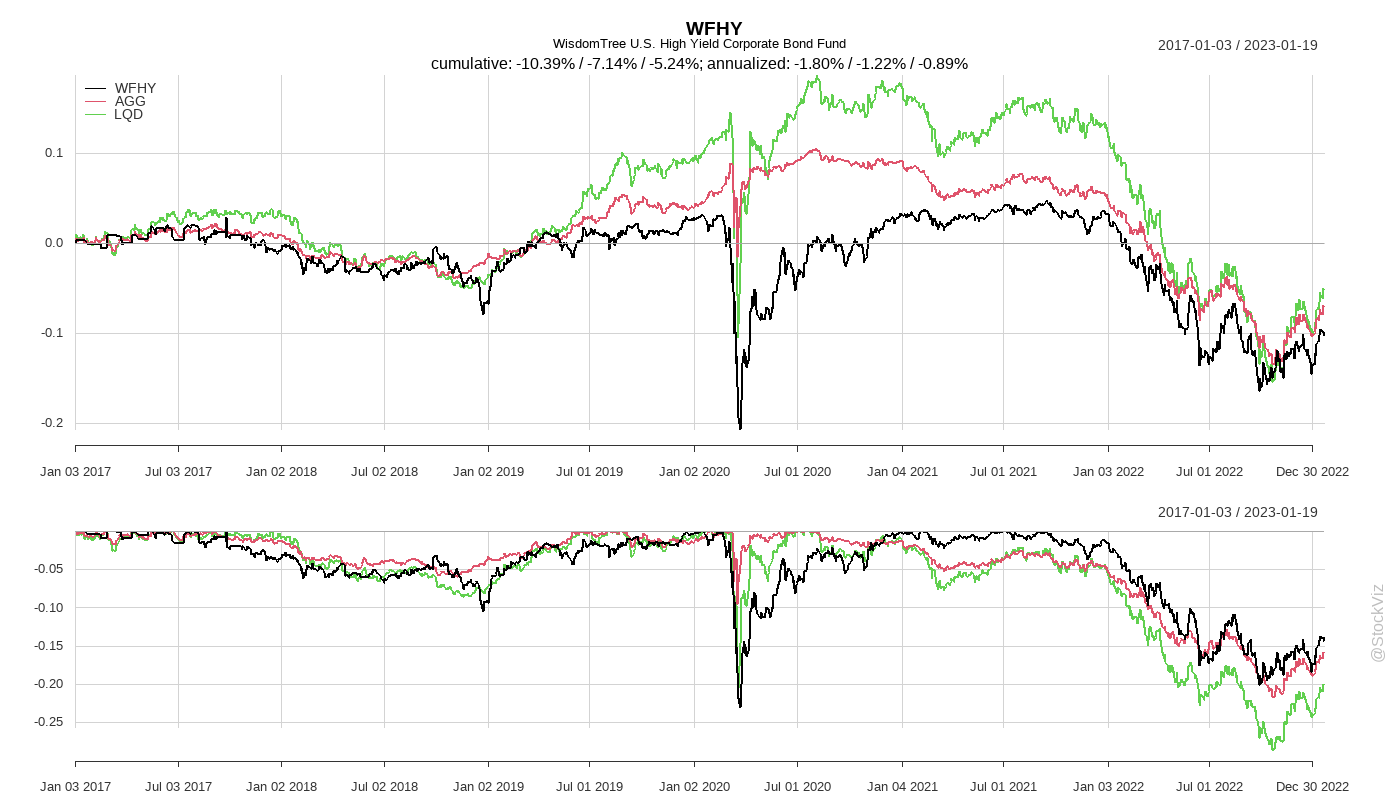 WFHY
WisdomTree U.S. High Yield Corporate Bond Fund
2017-01-03 / 2023-01-19
cumulative: -10.39% / -7.14% / -5.24%; annualized: -1.80% / -1.22% / -0.89%
WFHY
AGG
LQD
0.1
0.0
-0.1
-0.2
Jan 03 2017 Jul 03 2017 Jan 02 2018 Jul 02 2018 Jan 02 2019 Jul 01 2019 Jan 02 2020 Jul 01 2020 Jan 04 2021 Jul 01 2021 Jan 03 2022 Jul 01 2022 Dec 30 2022
2017-01-03 / 2023-01-19
-0.05
-0.10
-0.15
-0.20
-0.25
Jan 03 2017 Jul 03 2017 Jan 02 2018 Jul 02 2018 Jan 02 2019 Jul 01 2019 Jan 02 2020 Jul 01 2020 Jan 04 2021 Jul 01 2021 Jan 03 2022 Jul 01 2022 Dec 30 2022
@StockViz